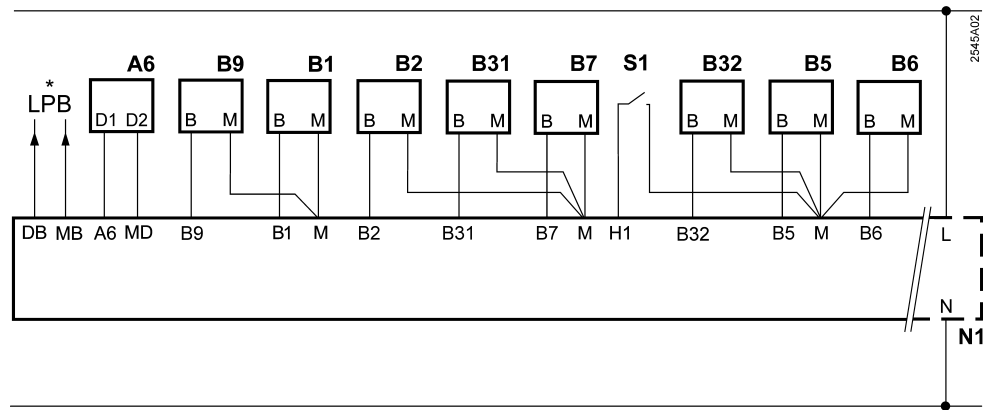 2545A02
A6 B9 B1 B2 B31 B7 S1 B32 B5 B6
*
LPB
D1 D2 B M B M B M B M B M B M B M B M
DB MB A6 MD B9 B1 M B2 B31 B7 M H1 B32 B5 M B6 L
N
N1